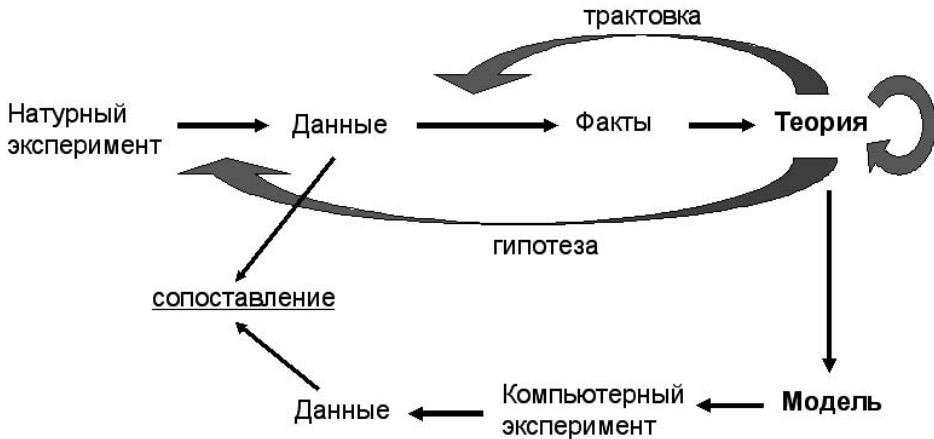 трактовка
Натурный
эксперимент
Данные
Факты
Теория
гипотеза
сопоставление
Данные
Компьютерный
эксперимент
Модель